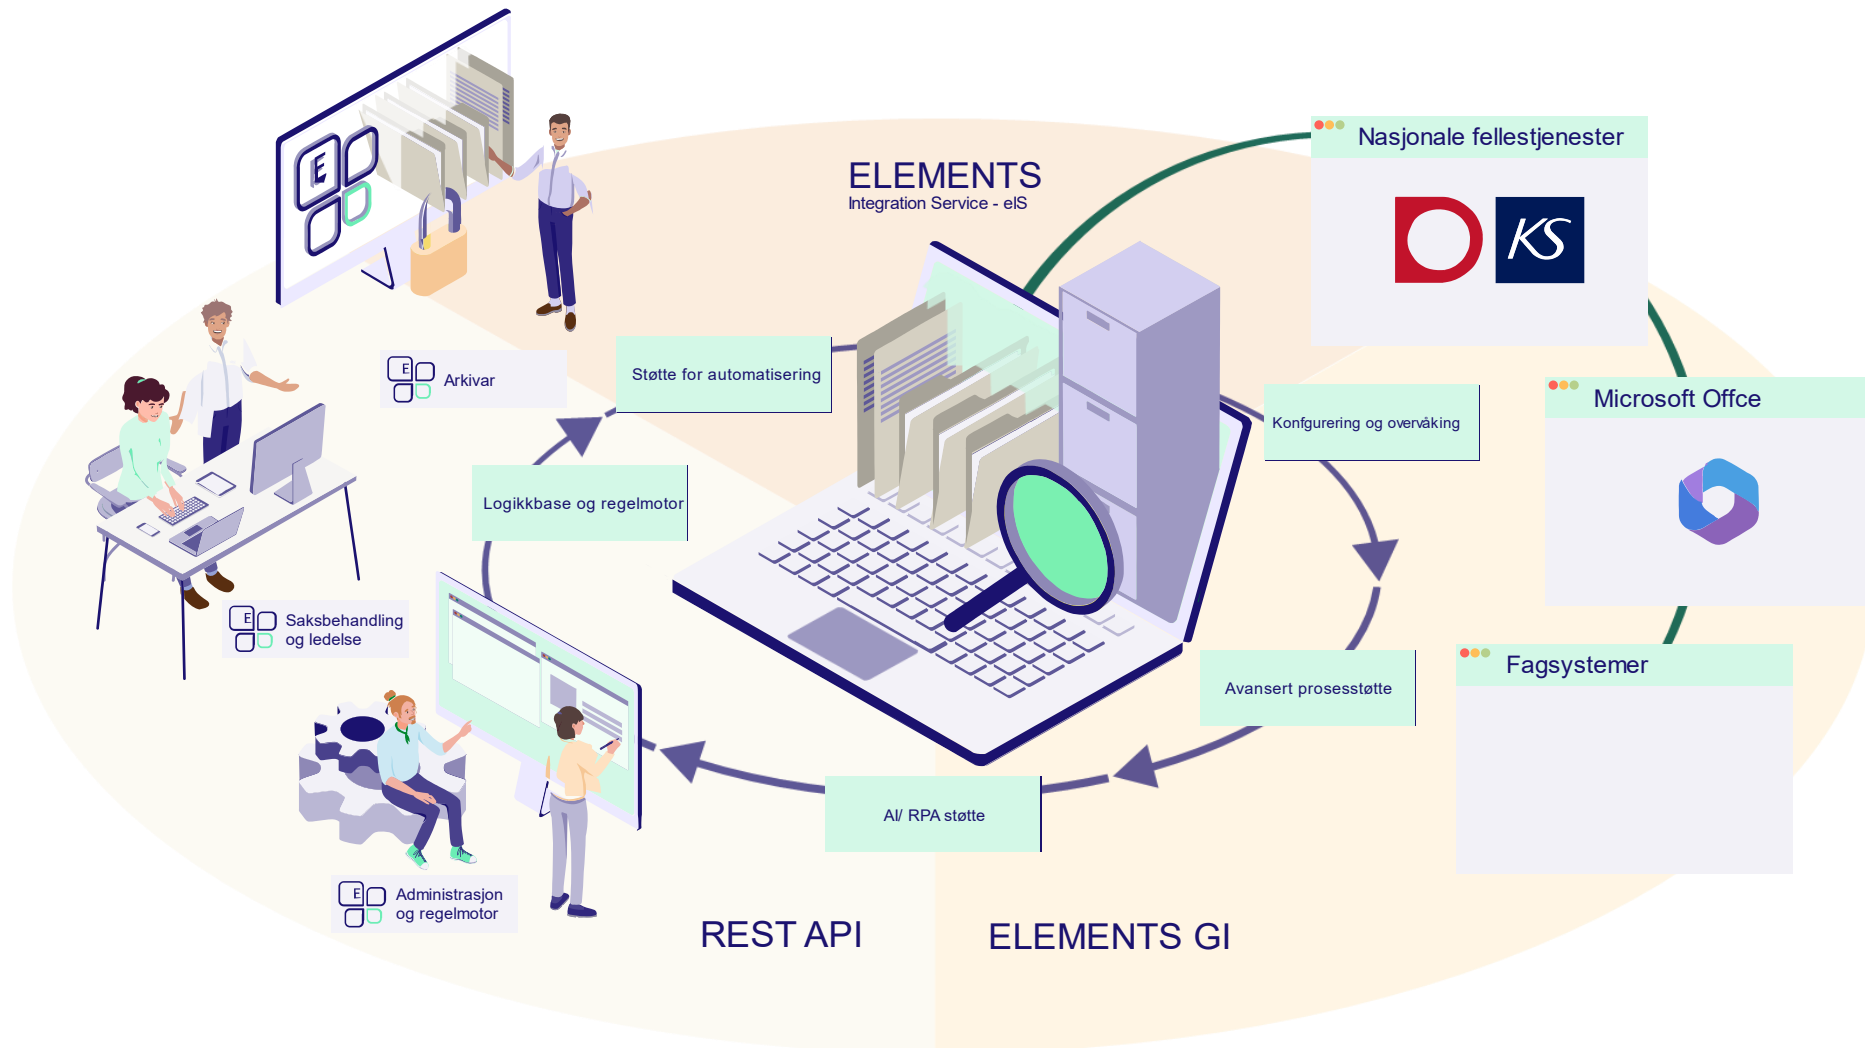 ELEMENTS
Integration Service - eIS
Nasjonale fellestjenester
KS
E
Støtte for automatisering
E
Arkivar
Konfgurering og overvåking
Microsoft Offce
Logikkbase og regelmotor
E
Saksbehandling
og ledelse
Avansert prosesstøtte
Fagsystemer
AI/ RPA støtte
E
Administrasjon
og regelmotor
REST API
ELEMENTS GI